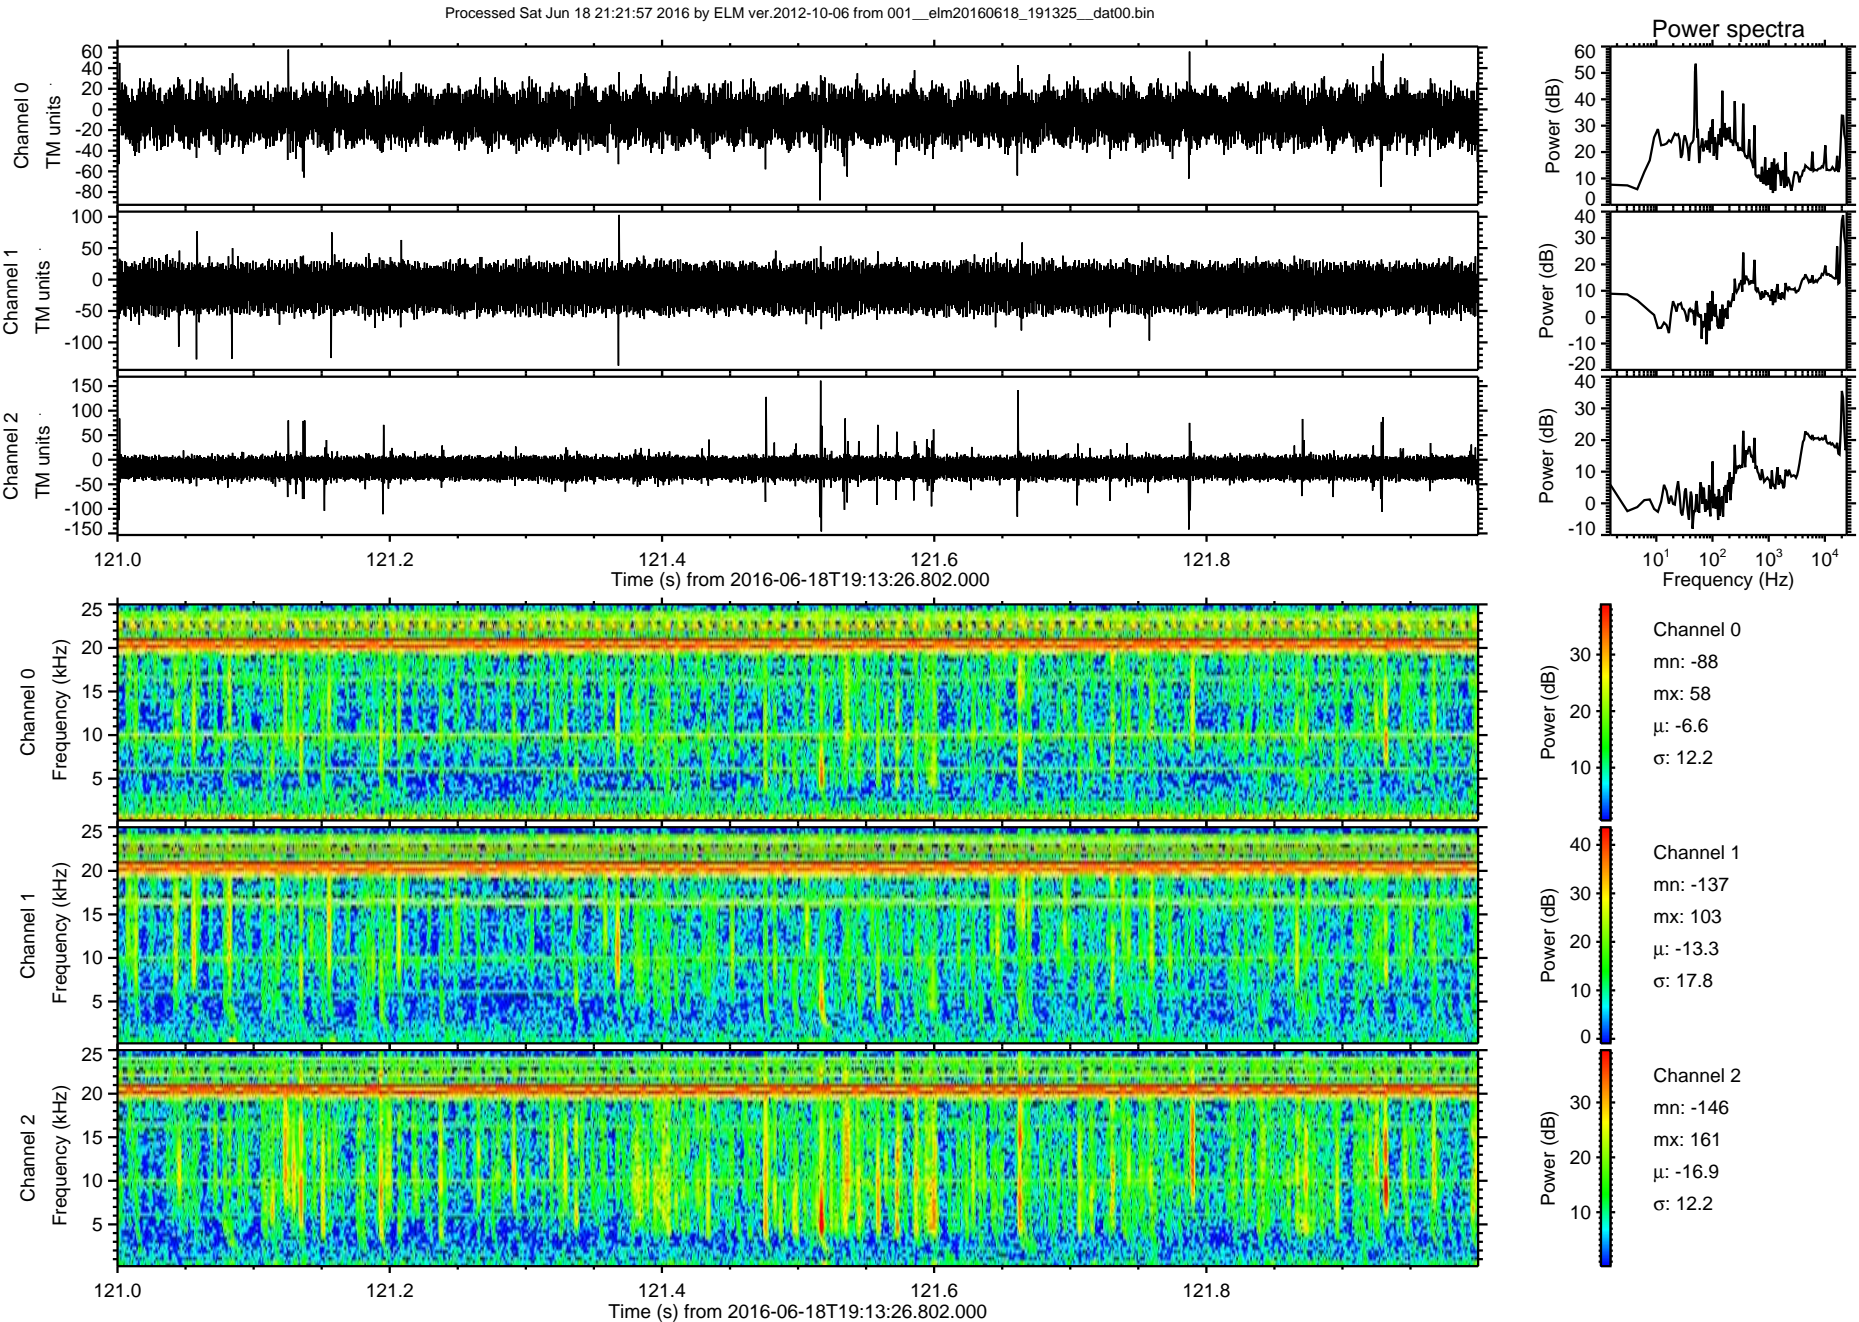 Processed Sat Jun 18 21:21:57 2016 by ELM ver.2012-10-06 from 001__elm20160618_191325__dat00.bin
Power spectra
Channel 0
TM units
60
40
20
0
-20
-40
-60
-80
Power (dB)
60
50
40
30
20
10
0
Channel 1
TM units
100
50
0
-50
-100
Power (dB)
40
30
20
10
0
-10
-20
Channel 2
TM units
150
100
50
0
-50
-100
-150
Power (dB)
40
30
20
10
0
-10
121.0 121.2 121.4 121.6 121.8
Time (s) from 2016-06-18T19:13:26.802.000
10¹ 10² 10³ 10⁴
Frequency (Hz)
Channel 0
Frequency (kHz)
25
20
15
10
5
Power (dB)
30
20
10
Channel 0
mn: -88
mx: 58
µ: -6.6
σ: 12.2
Channel 1
Frequency (kHz)
25
20
15
10
5
Power (dB)
40
30
20
10
0
Channel 1
mn: -137
mx: 103
µ: -13.3
σ: 17.8
Channel 2
Frequency (kHz)
25
20
15
10
5
Power (dB)
30
20
10
Channel 2
mn: -146
mx: 161
µ: -16.9
σ: 12.2
121.0 121.2 121.4 121.6 121.8
Time (s) from 2016-06-18T19:13:26.802.000